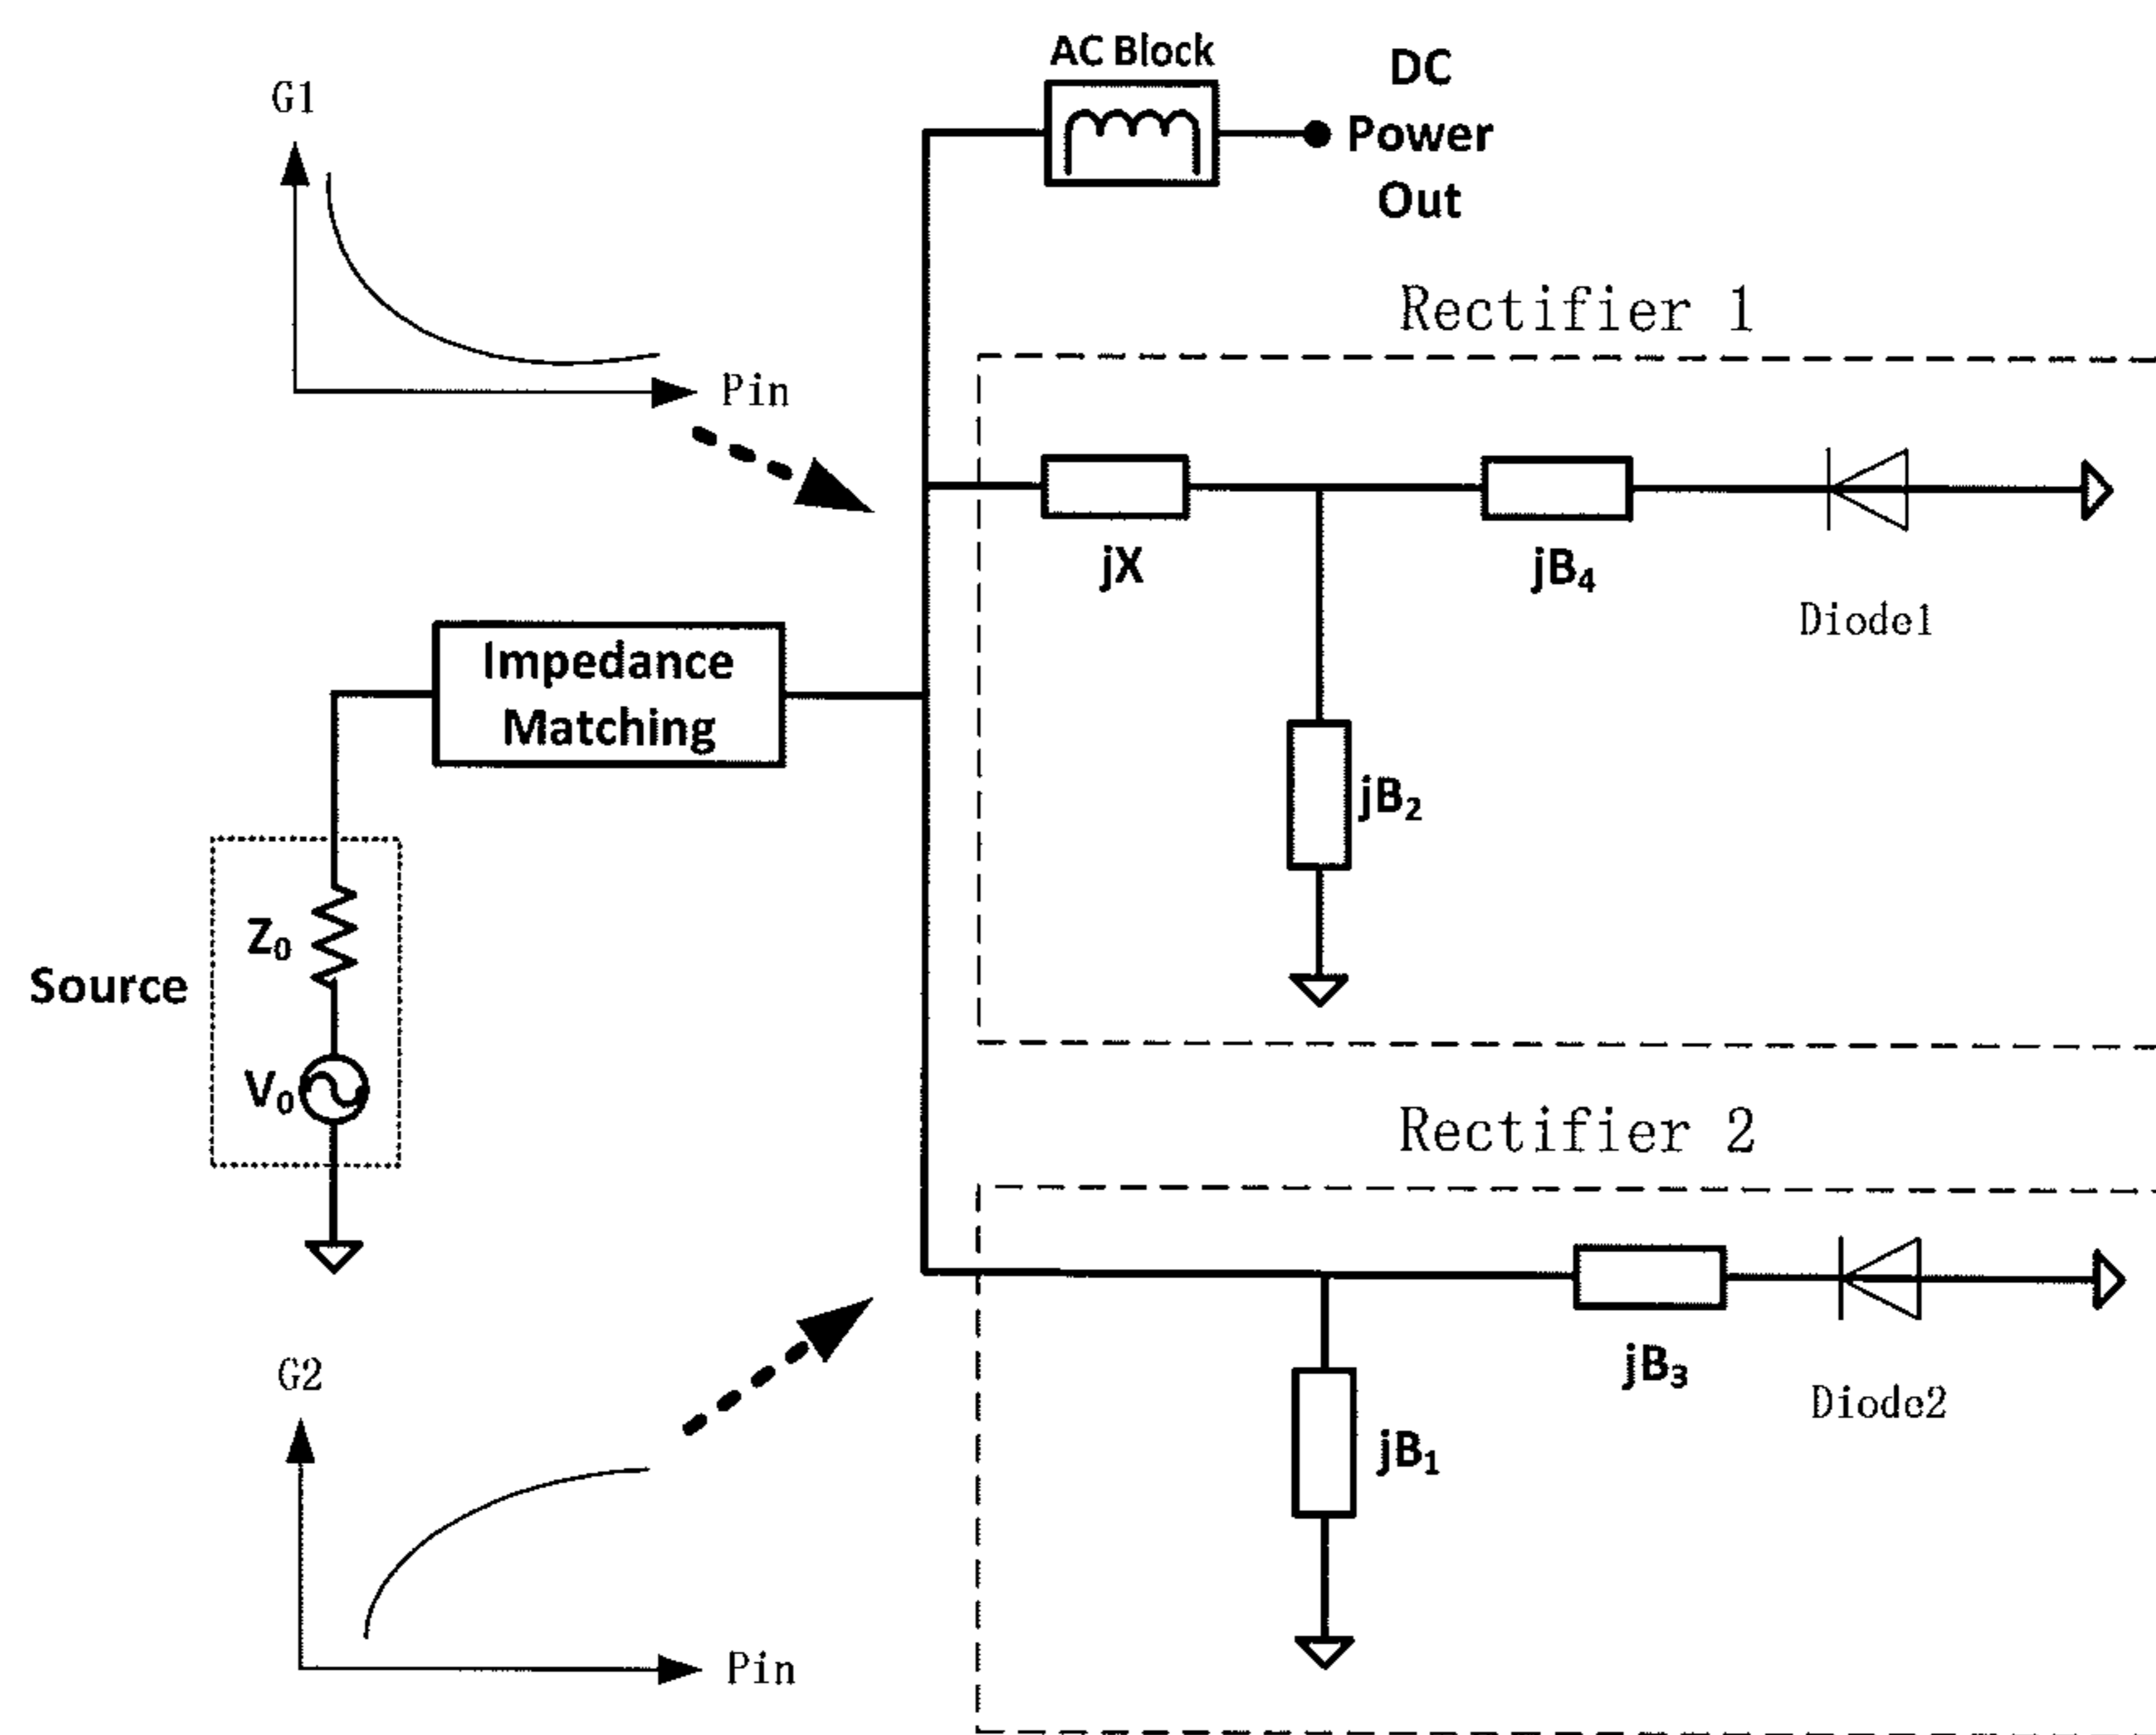 AC Block
DC
Power
Out
G1
Pin
Rectifier 1
jX
jB₄
Diode1
Impedance
Matching
jB₂
Z₀
Source
V₀
Rectifier 2
G2
jB₃
Diode2
jB₁
Pin